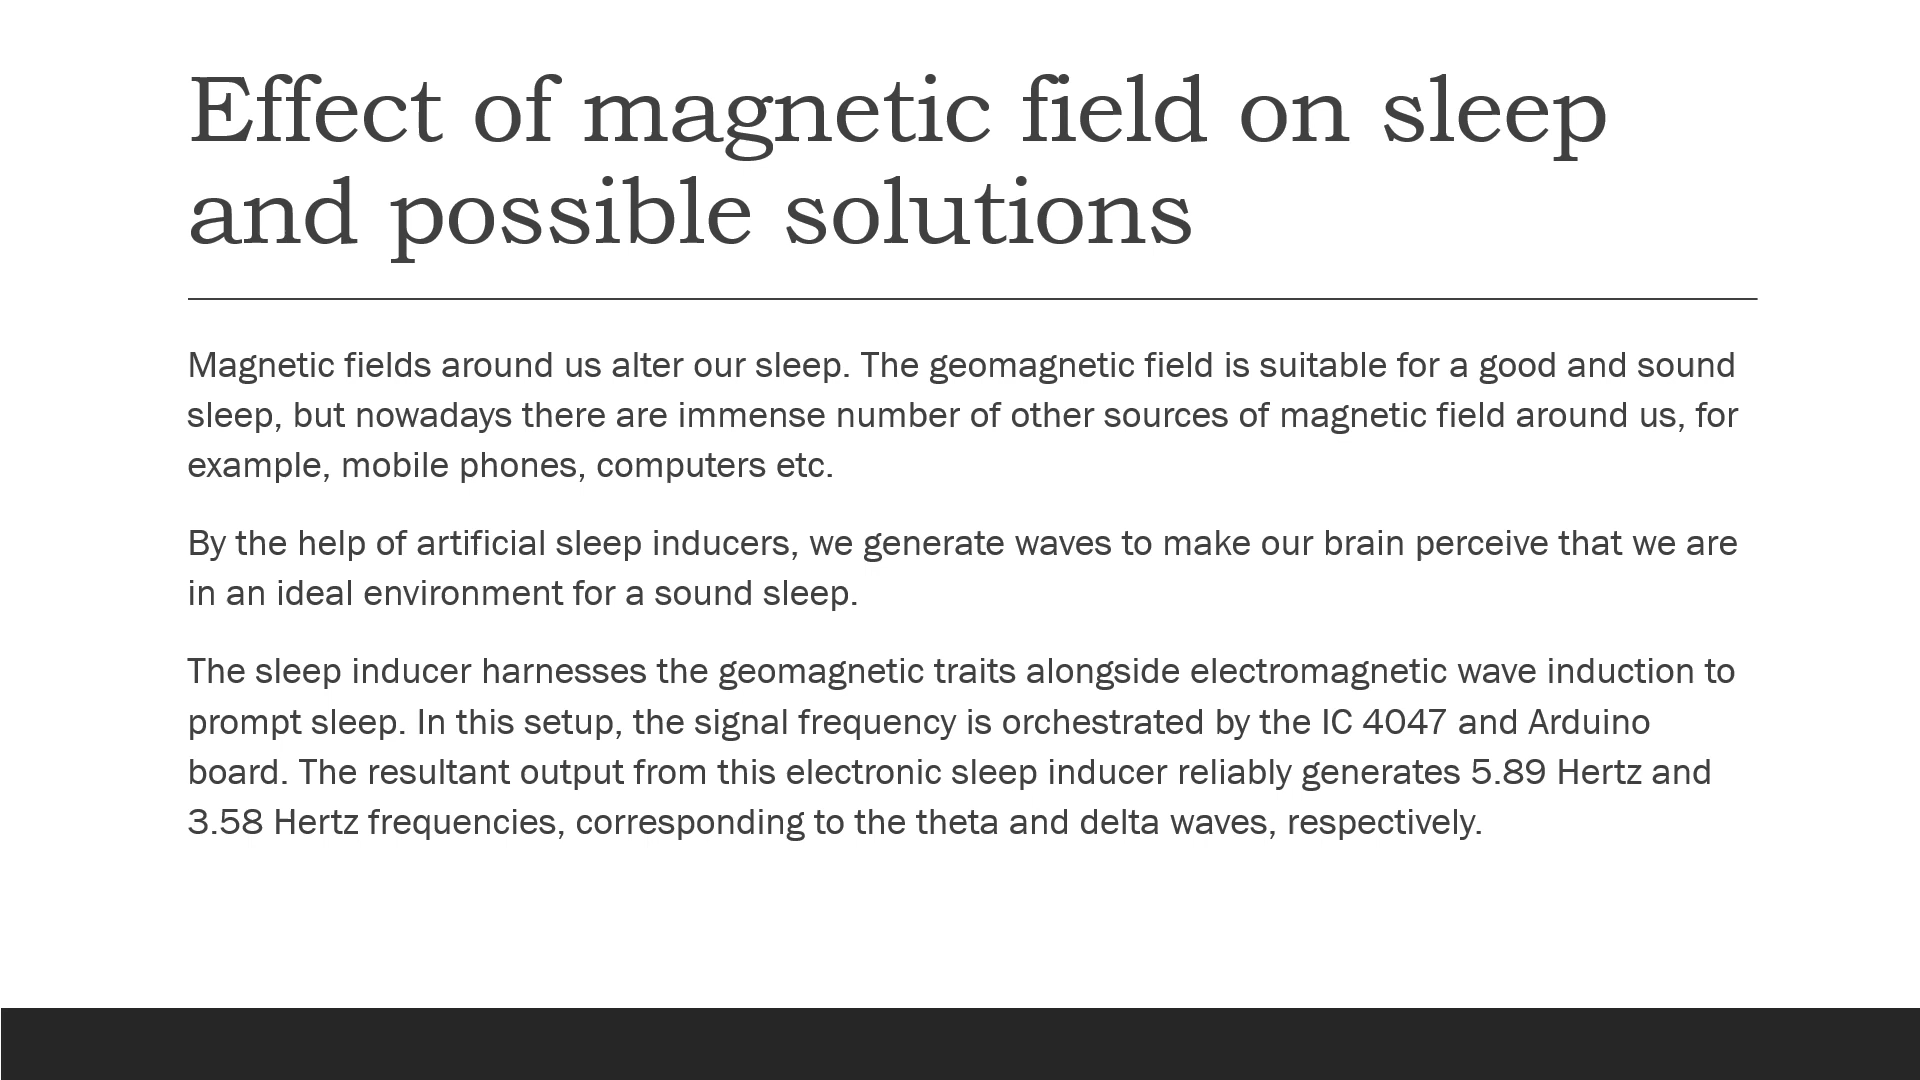 Effect of magnetic field on sleep
and possible solutions
Magnetic fields around us alter our sleep. The geomagnetic field is suitable for a good and sound
sleep, but nowadays there are immense number of other sources of magnetic field around us, for
example, mobile phones, computers etc.
By the help of artificial sleep inducers, we generate waves to make our brain perceive that we are
in an ideal environment for a sound sleep.
The sleep inducer harnesses the geomagnetic traits alongside electromagnetic wave induction to
prompt sleep. In this setup, the signal frequency is orchestrated by the IC 4047 and Arduino
board. The resultant output from this electronic sleep inducer reliably generates 5.89 Hertz and
3.58 Hertz frequencies, corresponding to the theta and delta waves, respectively.